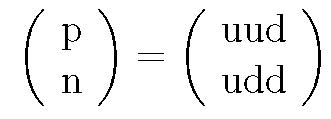 ( p ) = ( uud )
( n ) = ( udd )